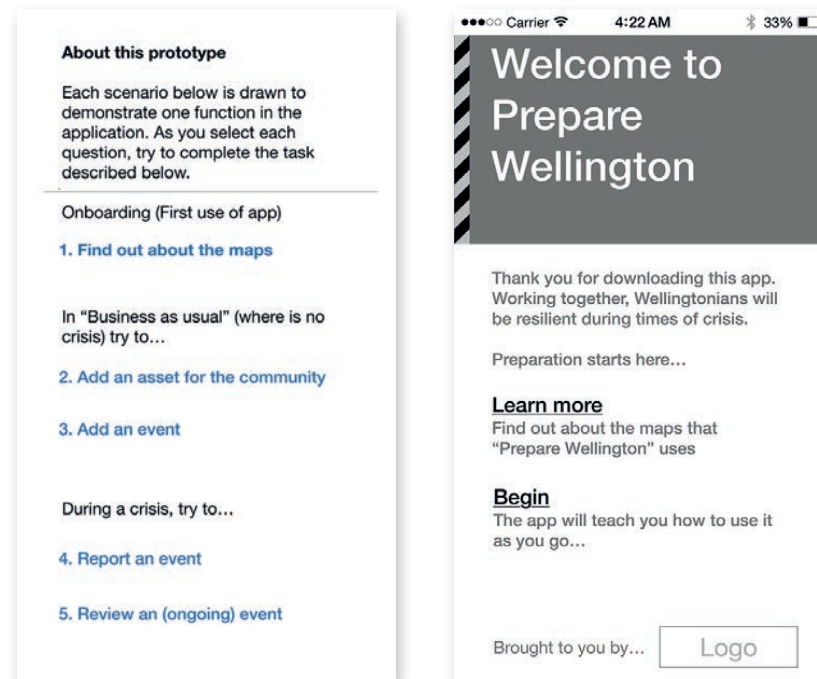 About this prototype
Each scenario below is drawn to
demonstrate one function in the
application. As you select each
question, try to complete the task
described below.
Onboarding (First use of app)
1. Find out about the maps
In “Business as usual” (where is no
crisis) try to…
2. Add an asset for the community
3. Add an event
During a crisis, try to…
4. Report an event
5. Review an (ongoing) event
Carrier 4:22 AM 33%
Welcome to
Prepare
Wellington
Thank you for downloading this app.
Working together, Wellingtonians will
be resilient during times of crisis.
Preparation starts here…
Learn more
Find out about the maps that
“Prepare Wellington” uses
Begin
The app will teach you how to use it
as you go…
Brought to you by… Logo